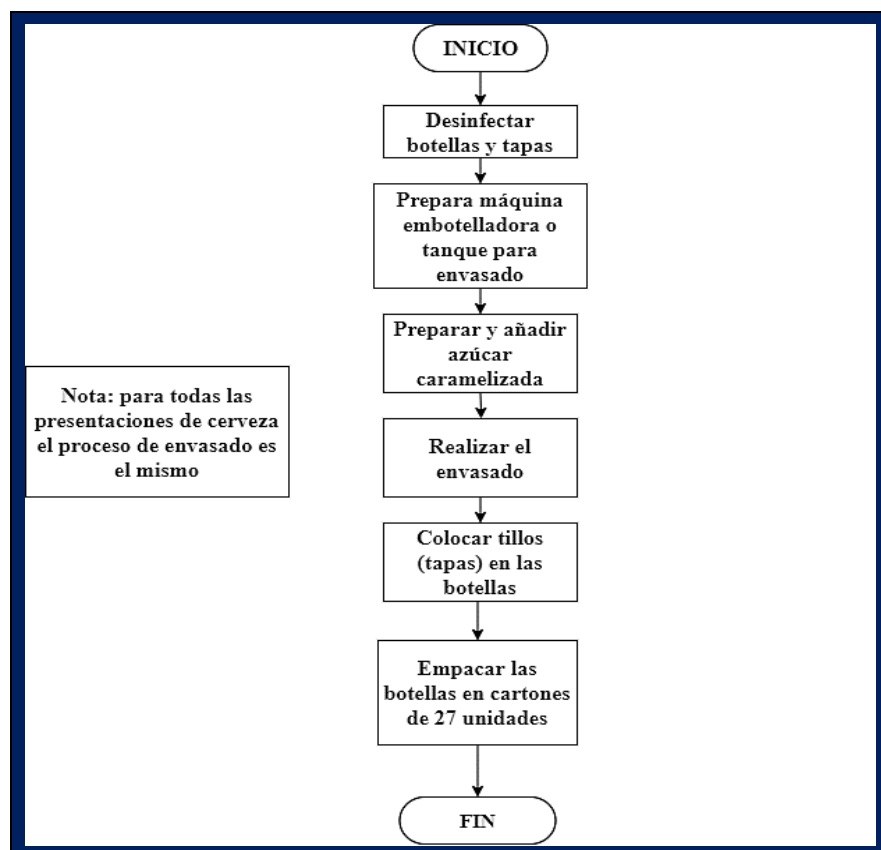 INICIO
Desinfectar
botellas y tapas
Prepara máquina
embotelladora o
tanque para
envasado
Preparar y añadir
azúcar
caramelizada
Nota: para todas las
presentaciones de cerveza
el proceso de envasado es
el mismo
Realizar el
envasado
Colocar tillos
(tapas) en las
botellas
Empacar las
botellas en cartones
de 27 unidades
FIN